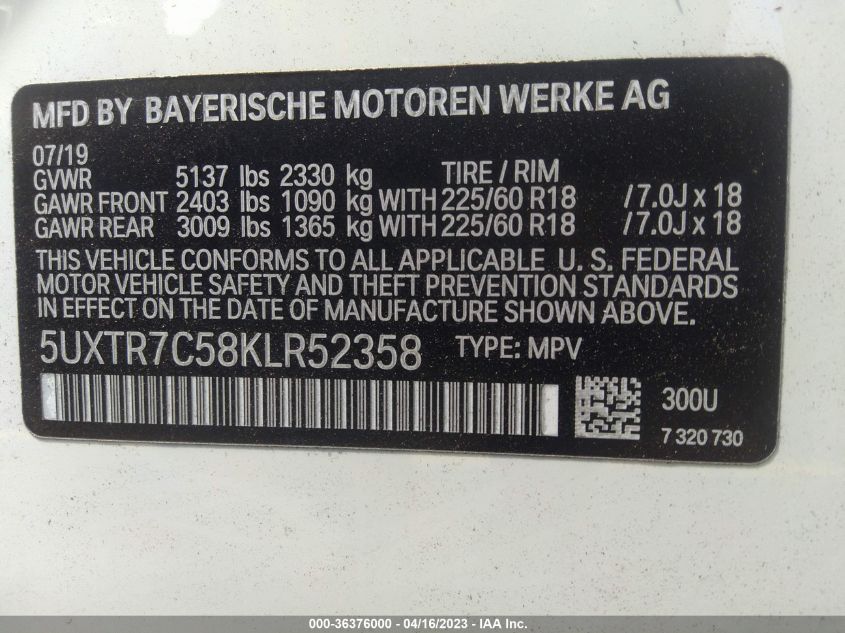 MFD BY BAYERISCHE MOTOREN WERKE AG
07/19
GVWR 5137 lbs 2330 kg TIRE / RIM
GAWR FRONT 2403 lbs 1090 kg WITH 225/60 R18 / 7.0J x 18
GAWR REAR 3009 lbs 1365 kg WITH 225/60 R18 / 7.0J x 18
THIS VEHICLE CONFORMS TO ALL APPLICABLE U. S. FEDERAL
MOTOR VEHICLE SAFETY AND THEFT PREVENTION STANDARDS
IN EFFECT ON THE DATE OF MANUFACTURE SHOWN ABOVE.
5UXTR7C58KLR52358 TYPE: MPV
300U
7 320 730
000-36376000 - 04/16/2023 - IAA Inc.